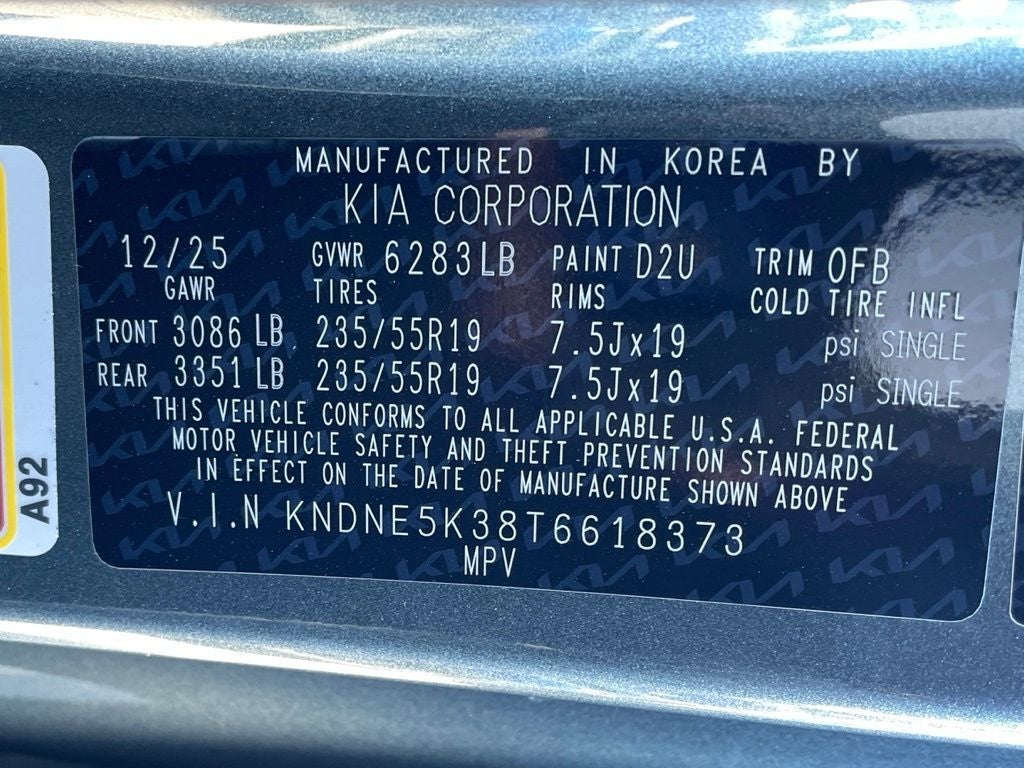 MANUFACTURED IN KOREA BY
KIA CORPORATION
12/25 GVWR 6283LB PAINT D2U TRIM OFB
GAWR TIRES RIMS COLD TIRE INFL
FRONT 3086 LB 235/55R19 7.5Jx19 psi SINGLE
REAR 3351 LB 235/55R19 7.5Jx19 psi SINGLE
THIS VEHICLE CONFORMS TO ALL APPLICABLE U.S.A. FEDERAL
MOTOR VEHICLE SAFETY AND THEFT PREVENTION STANDARDS
IN EFFECT ON THE DATE OF MANUFACTURE SHOWN ABOVE
V.I.N KNDNE5K38T6618373
MPV
A92